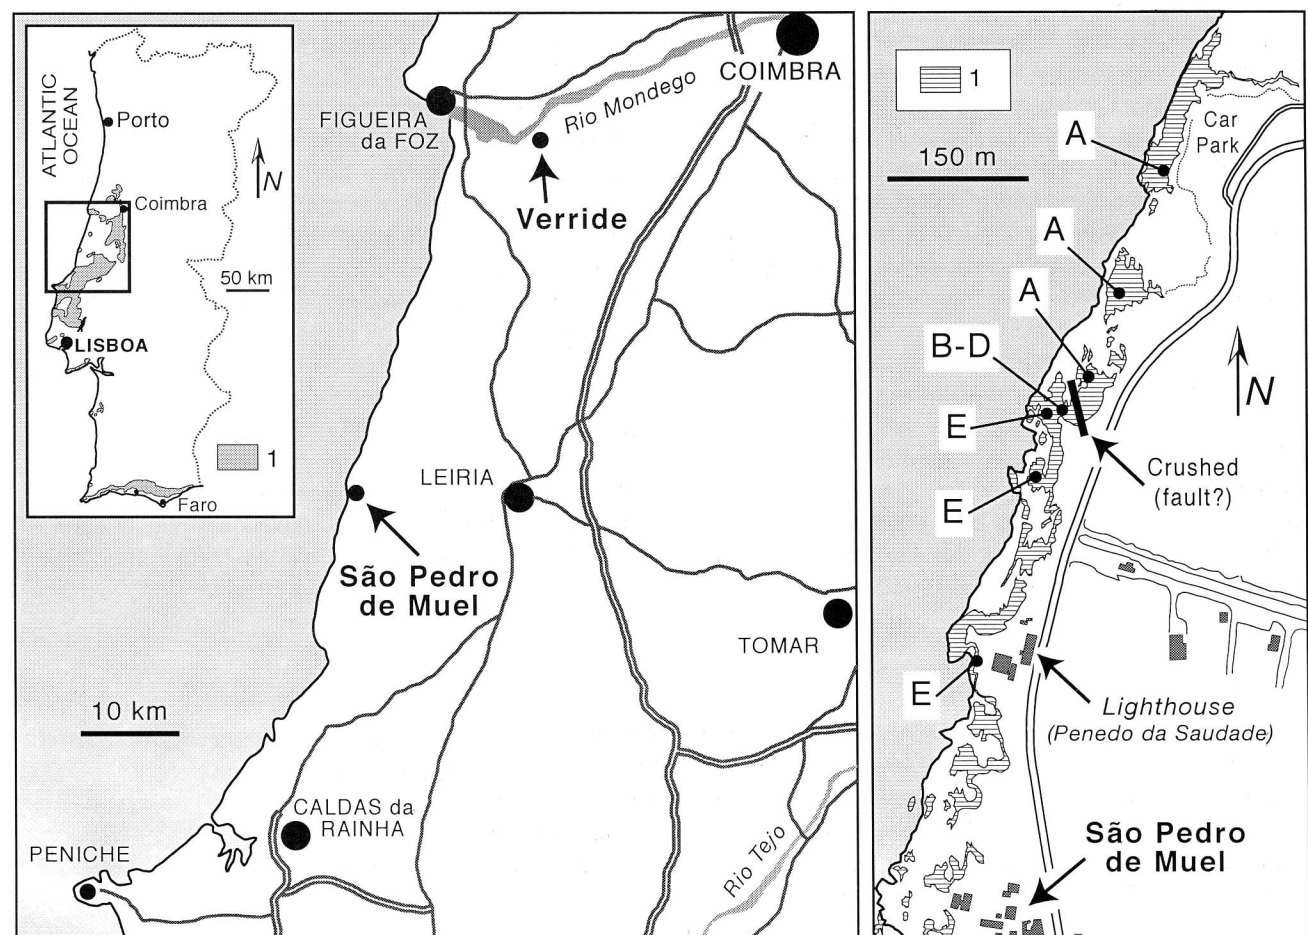 ATLANTIC
OCEAN
Porto
N
Coimbra
50 km
LISBOA
1
Faro
COIMBRA
Rio Mondego
FIGUEIRA
da FOZ
Verride
LEIRIA
São Pedro
de Muel
TOMAR
10 km
CALDAS da
RAINHA
PENICHE
Rio Tejo
1
150 m
A
Car
Park
A
A
B-D
N
E
Crushed
(fault?)
E
E
Lighthouse
(Penedo da Saudade)
São Pedro
de Muel